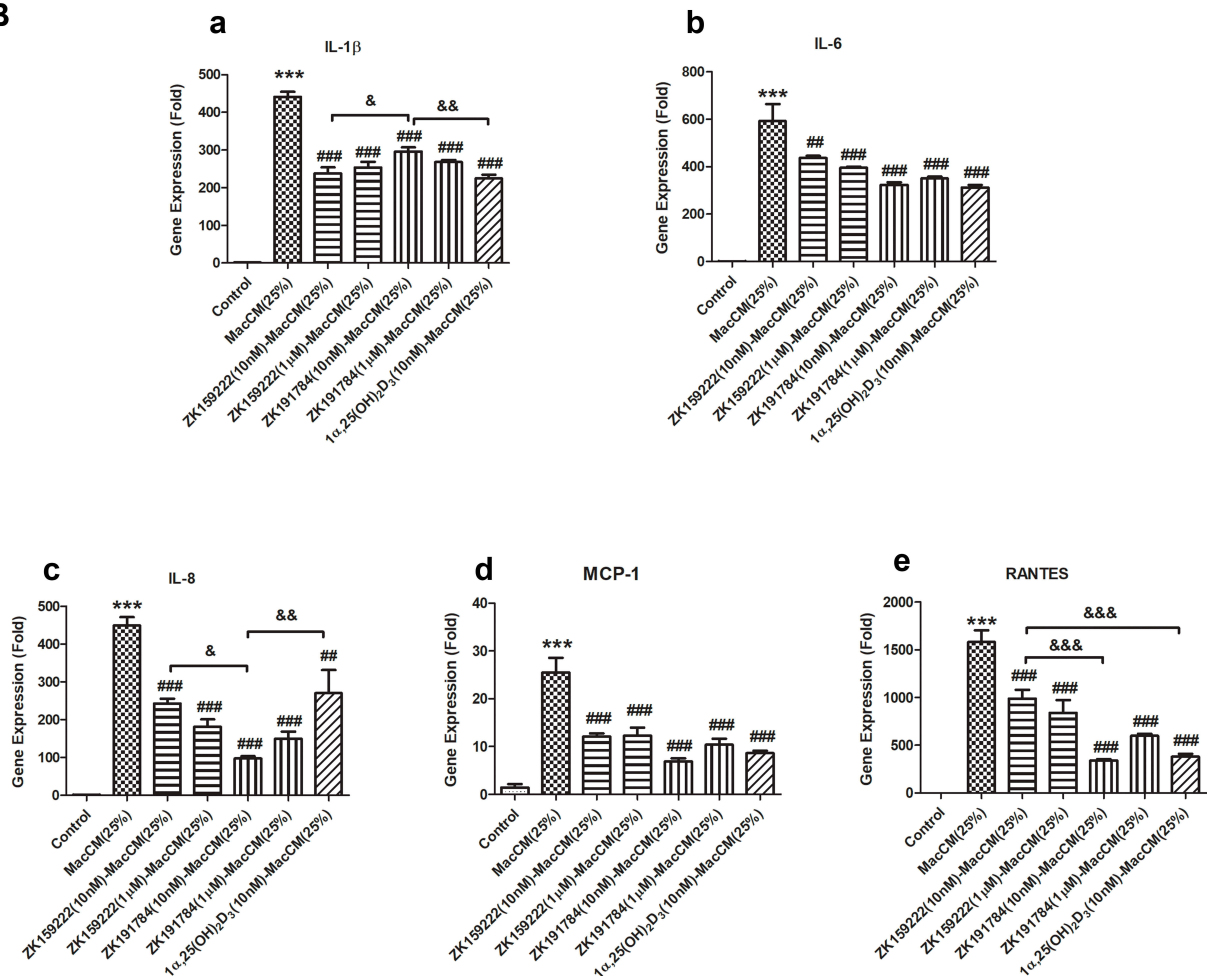 B
a
IL-1β
Gene Expression (Fold)
500
400
300
200
100
0
***
&
&&
###
###
###
###
###
Control
MacCM(25%)
ZK159222(10nM)-MacCM(25%)
ZK159222(1μM)-MacCM(25%)
ZK191784(10nM)-MacCM(25%)
ZK191784(1μM)-MacCM(25%)
1α,25(OH)₂D₃(10nM)-MacCM(25%)
b
IL-6
Gene Expression (Fold)
800
600
400
200
0
***
##
###
###
###
###
Control
MacCM(25%)
ZK159222(10nM)-MacCM(25%)
ZK159222(1μM)-MacCM(25%)
ZK191784(10nM)-MacCM(25%)
ZK191784(1μM)-MacCM(25%)
1α,25(OH)₂D₃(10nM)-MacCM(25%)
c
IL-8
Gene Expression (Fold)
500
400
300
200
100
0
***
&
&&
###
###
###
###
##
Control
MacCM(25%)
ZK159222(10nM)-MacCM(25%)
ZK159222(1μM)-MacCM(25%)
ZK191784(10nM)-MacCM(25%)
ZK191784(1μM)-MacCM(25%)
1α,25(OH)₂D₃(10nM)-MacCM(25%)
d
MCP-1
Gene Expression (Fold)
40
30
20
10
0
***
###
###
###
###
###
Control
MacCM(25%)
ZK159222(10nM)-MacCM(25%)
ZK159222(1μM)-MacCM(25%)
ZK191784(10nM)-MacCM(25%)
ZK191784(1μM)-MacCM(25%)
1α,25(OH)₂D₃(10nM)-MacCM(25%)
e
RANTES
Gene Expression (Fold)
2000
1500
1000
500
0
***
&&&
&&&
###
###
###
###
###
Control
MacCM(25%)
ZK159222(10nM)-MacCM(25%)
ZK159222(1μM)-MacCM(25%)
ZK191784(10nM)-MacCM(25%)
ZK191784(1μM)-MacCM(25%)
1α,25(OH)₂D₃(10nM)-MacCM(25%)